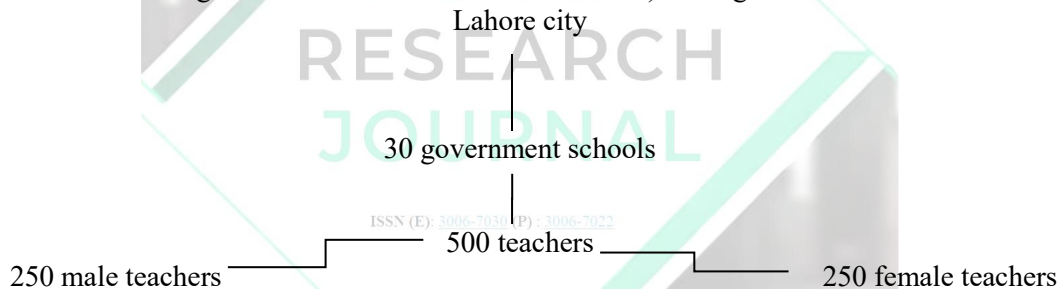 Lahore city
RESEARCH
JOURNAL
30 government schools
ISSN (E): 3006-7030 (P) : 3006-7022
500 teachers
250 male teachers
250 female teachers